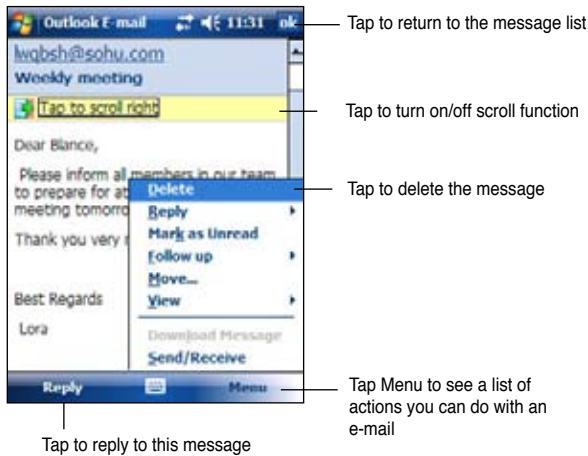 Outlook E-mail 11:31 ok
Tap to return to the message list
lwqbsh@sohu.com
Weekly meeting
Tap to scroll right
Tap to turn on/off scroll function
Dear Blance,
Please inform all members in our team
to prepare for at
meeting tomorro
Thank you very
Best Regards
Lora
Delete
Tap to delete the message
Reply
Mark as Unread
Follow up
Move...
View
Download Message
Send/Receive
Reply
Menu
Tap Menu to see a list of
actions you can do with an
e-mail
Tap to reply to this message